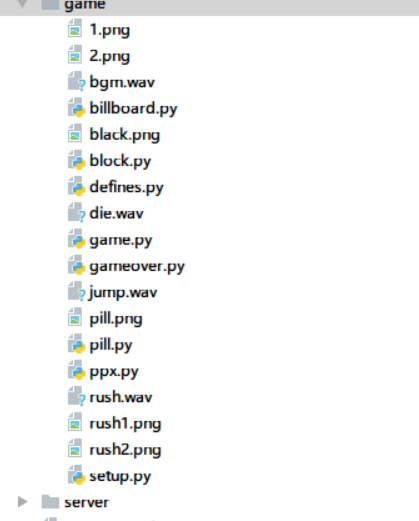 game
1.png
2.png
bgm.wav
billboard.py
black.png
block.py
defines.py
die.wav
game.py
gameover.py
jump.wav
pill.png
pill.py
ppx.py
rush.wav
rush1.png
rush2.png
setup.py
server